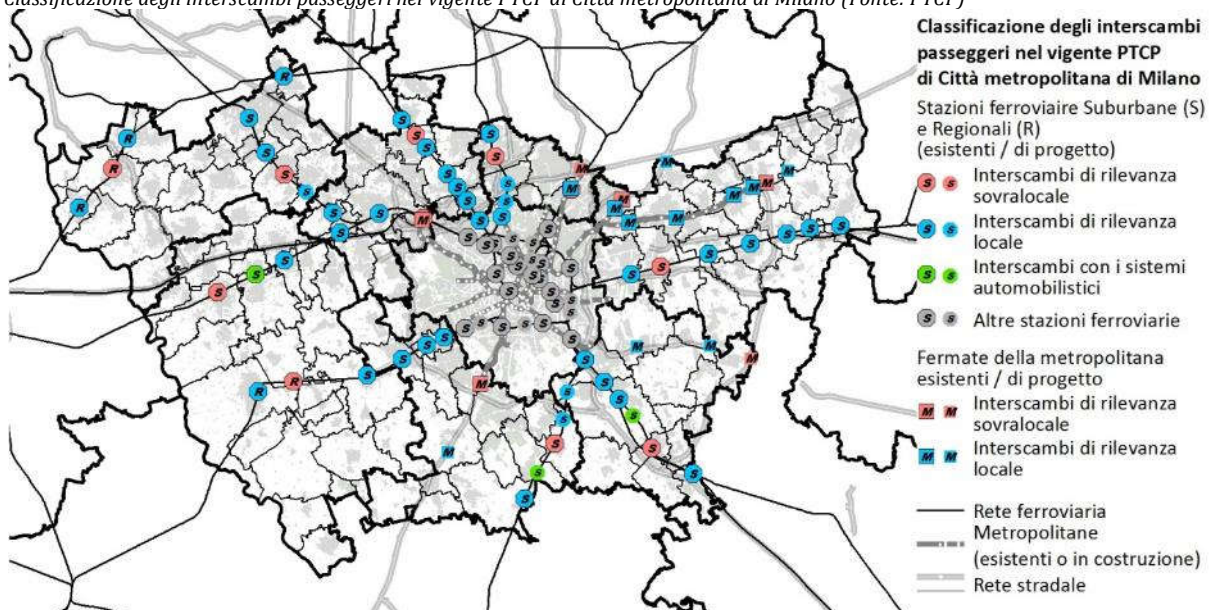 Classificazione degli interscambi passeggeri nel vigente PTCP di Città metropolitana di Milano (Fonte: PTCP)
Classificazione degli interscambi
passeggeri nel vigente PTCP
di Città metropolitana di Milano
Stazioni ferroviaire Suburbane (S)
e Regionali (R)
(esistenti / di progetto)
S S Interscambi di rilevanza
sovralocale
S S Interscambi di rilevanza
locale
S S Interscambi con i sistemi
automobilistici
S S Altre stazioni ferroviarie
Fermate della metropolitana
esistenti / di progetto
M M Interscambi di rilevanza
sovralocale
M M Interscambi di rilevanza
locale
Rete ferroviaria
Metropolitane
(esistenti o in costruzione)
Rete stradale